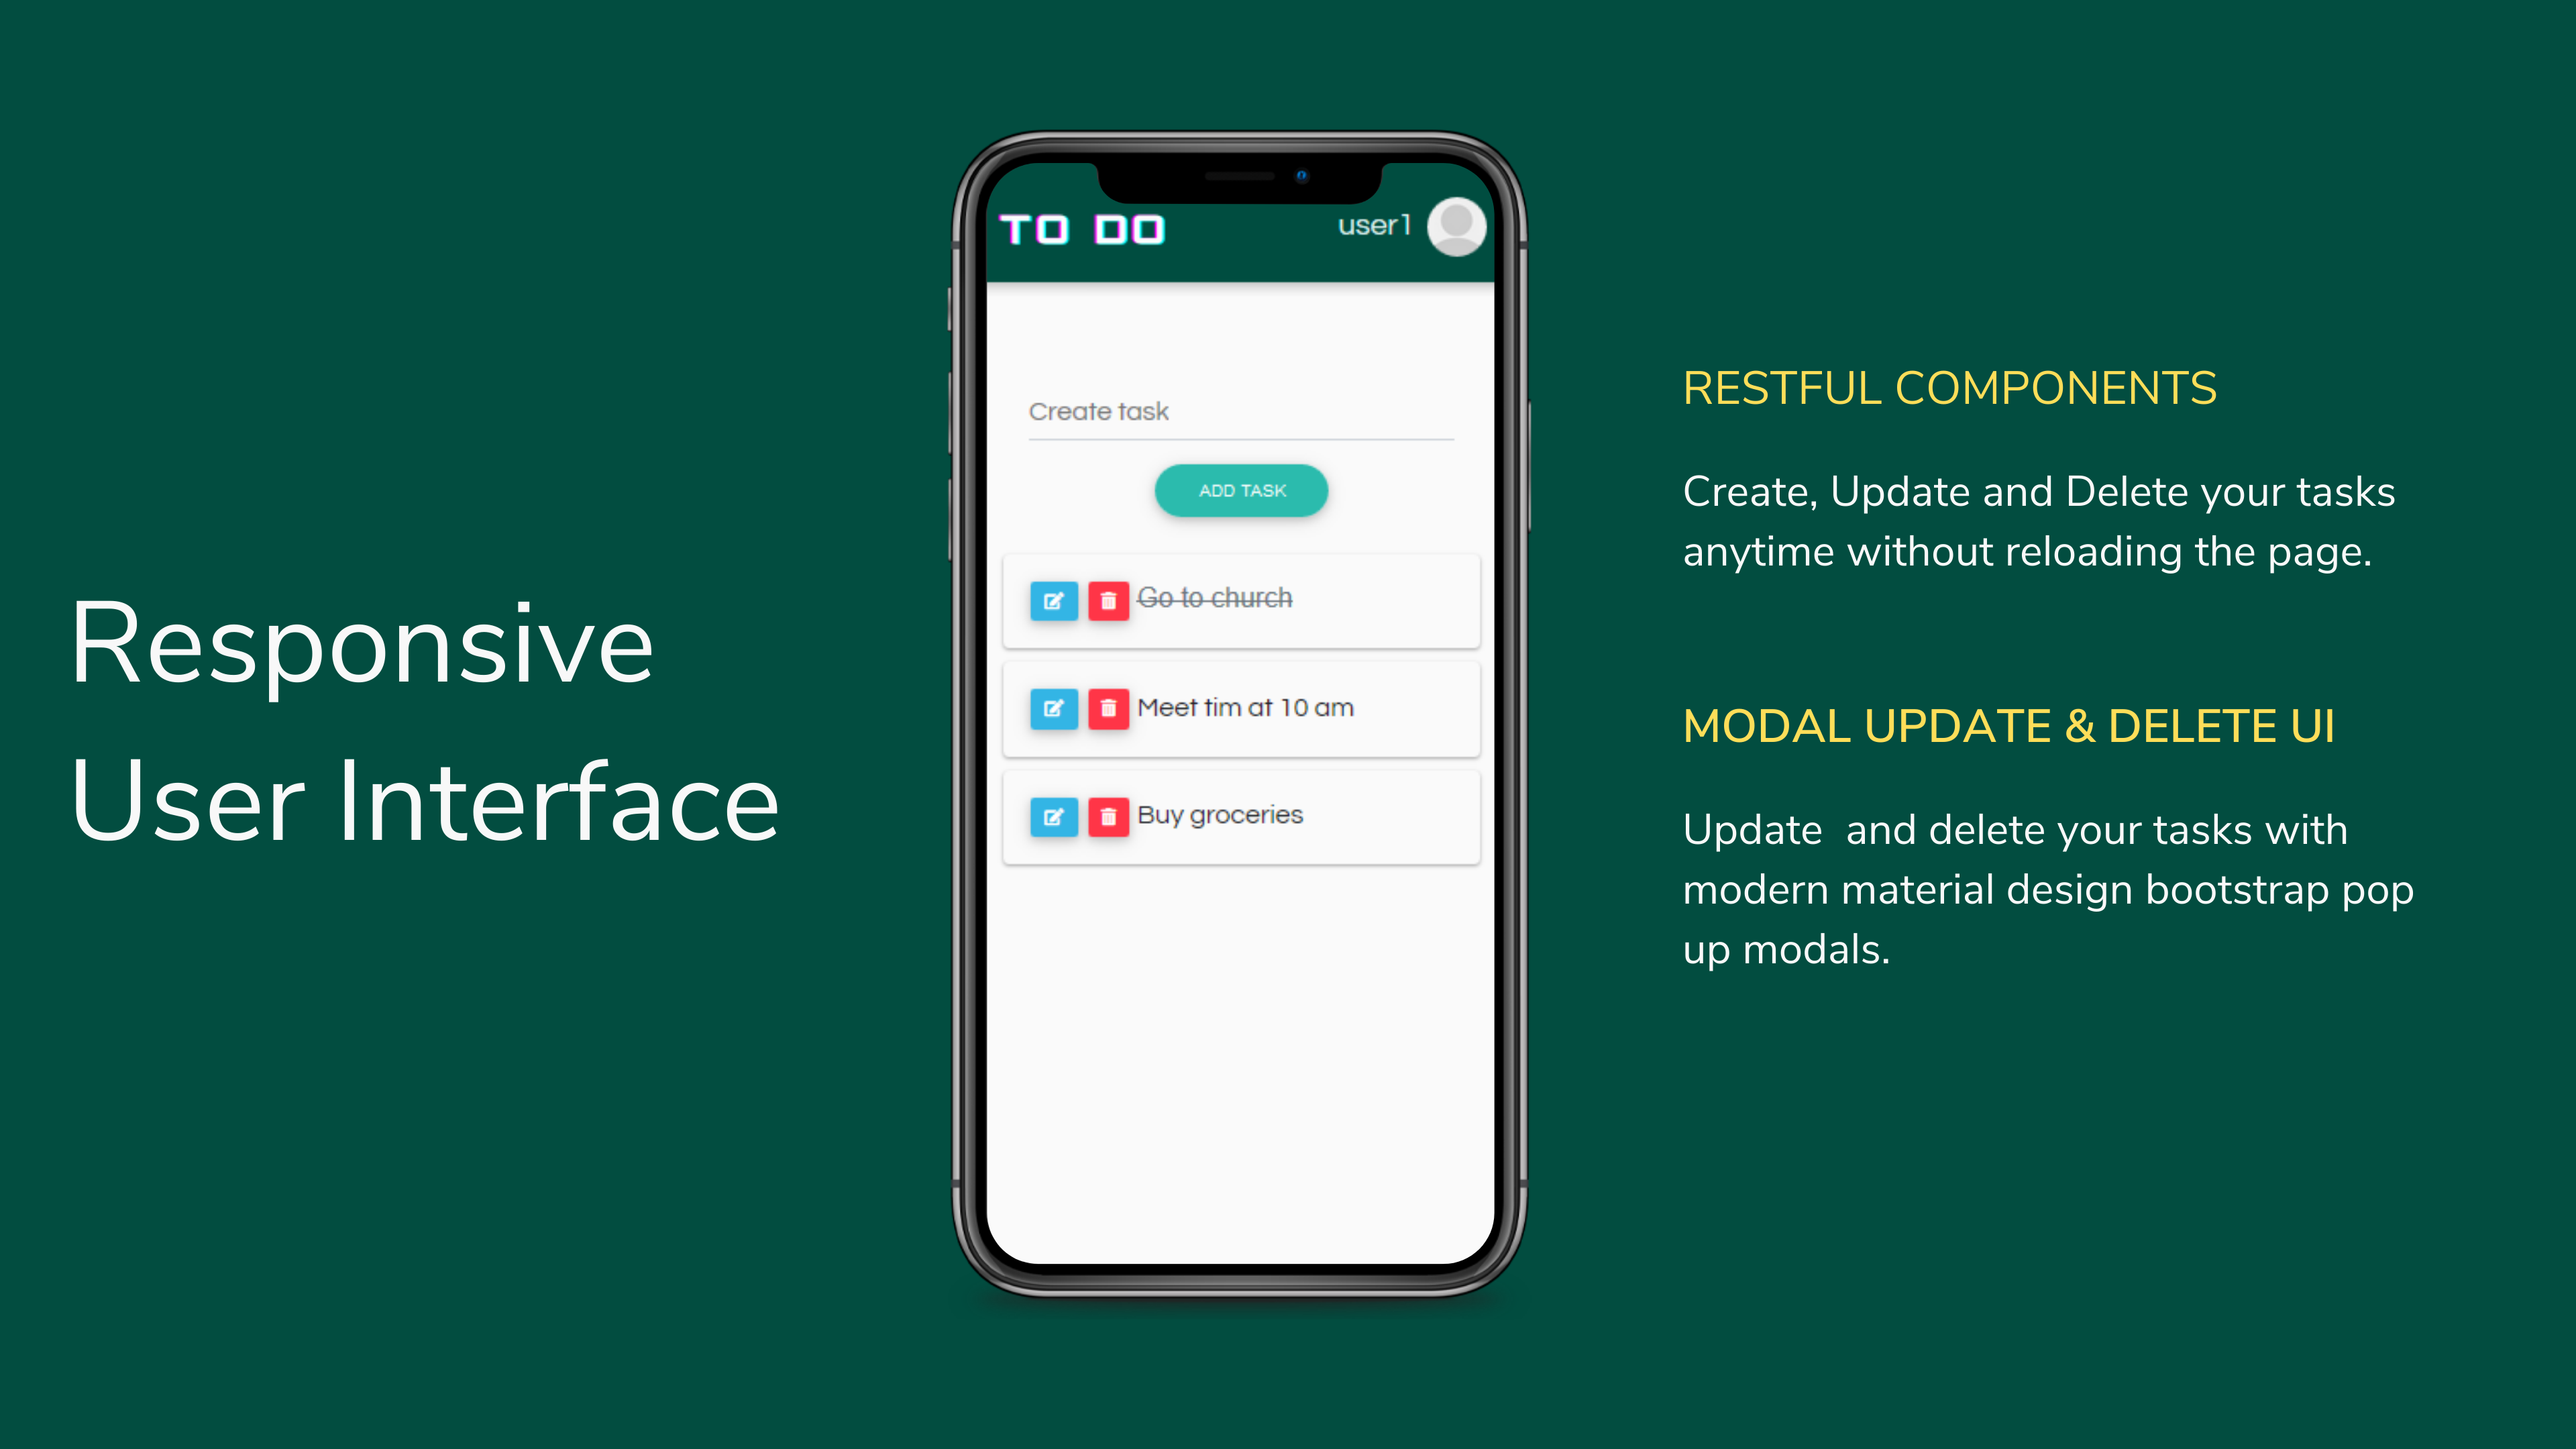 Responsive
User Interface
TO DO
user1
Create task
ADD TASK
Go to church
Meet tim at 10 am
Buy groceries
RESTFUL COMPONENTS
Create, Update and Delete your tasks
anytime without reloading the page.
MODAL UPDATE & DELETE UI
Update  and delete your tasks with
modern material design bootstrap pop
up modals.